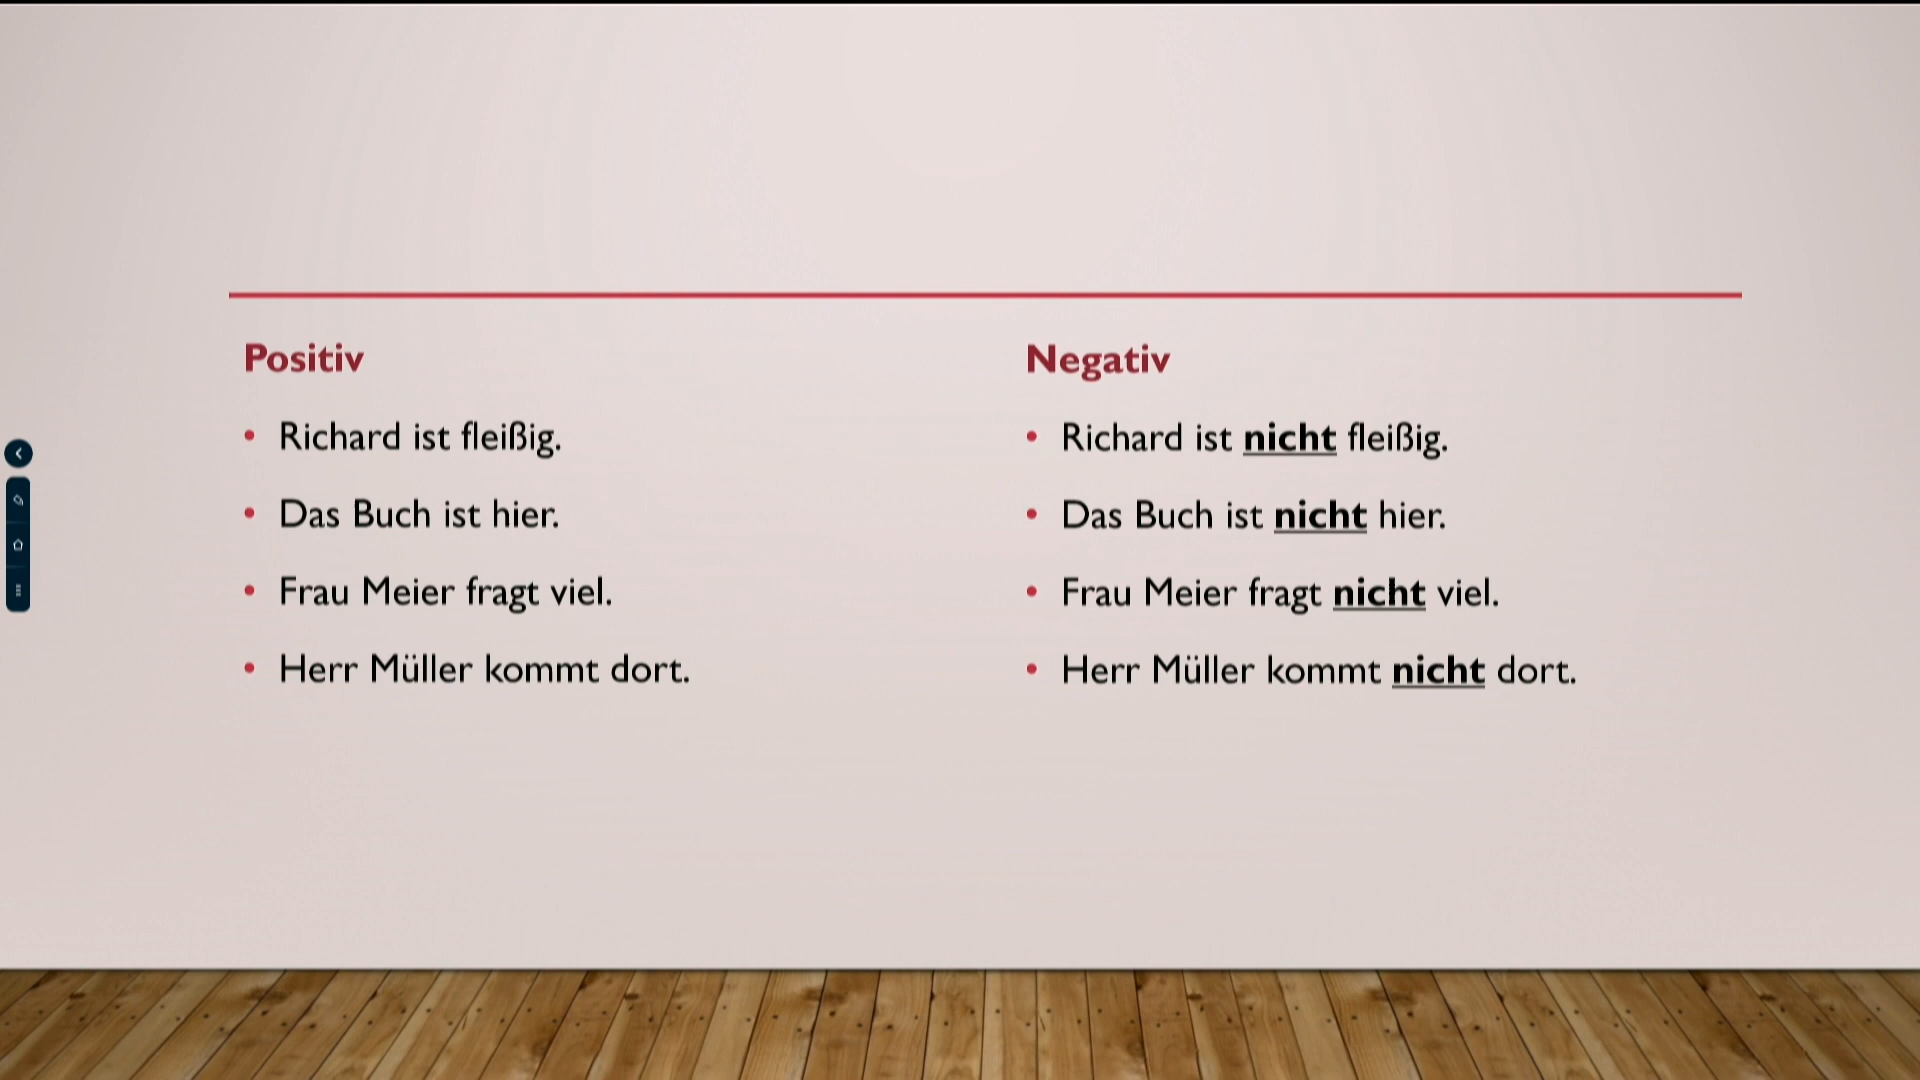 Positiv
Richard ist fleißig.
Das Buch ist hier.
Frau Meier fragt viel.
Herr Müller kommt dort.
Negativ
Richard ist nicht fleißig.
Das Buch ist nicht hier.
Frau Meier fragt nicht viel.
Herr Müller kommt nicht dort.